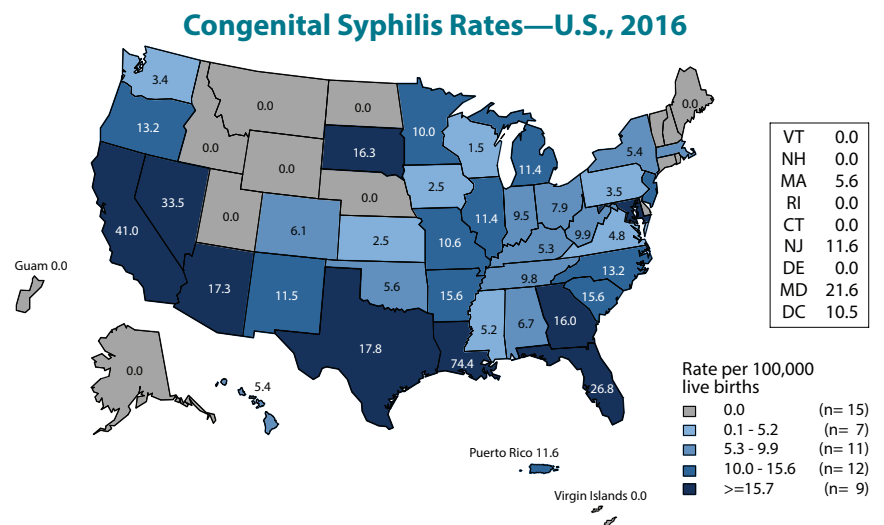 Congenital Syphilis Rates—U.S., 2016
3.4
0.0
0.0
0.0
13.2
10.0
1.5
5.4
0.0
16.3
11.4
0.0
2.5
3.5
0.0
33.5
0.0
11.4
9.5
7.9
41.0
6.1
2.5
10.6
5.3
9.9
4.8
17.3
11.5
5.6
15.6
9.8
13.2
15.6
17.8
74.4
5.2
6.7
16.0
26.8
Guam 0.0
0.0
5.4
Puerto Rico 11.6
Virgin Islands 0.0
VT 0.0
NH 0.0
MA 5.6
RI 0.0
CT 0.0
NJ 11.6
DE 0.0
MD 21.6
DC 10.5
Rate per 100,000
live births
0.0 (n= 15)
0.1 - 5.2 (n= 7)
5.3 - 9.9 (n= 11)
10.0 - 15.6 (n= 12)
>=15.7 (n= 9)